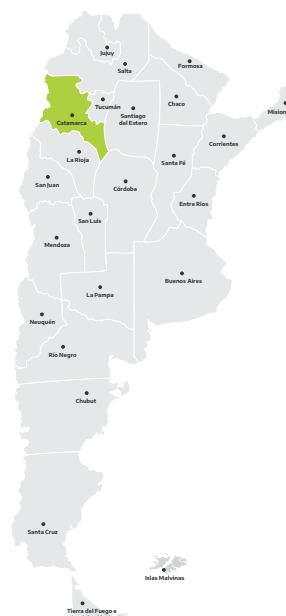 Jujuy
Salta
Formosa
Tucumán
Chaco
Santiago
del Estero
Catamarca
Corrientes
La Rioja
Santa Fé
San Juan
Córdoba
Entre Ríos
San Luis
Mendoza
Buenos Aires
La Pampa
Neuquén
Río Negro
Chubut
Santa Cruz
Islas Malvinas
Tierra del Fuego e